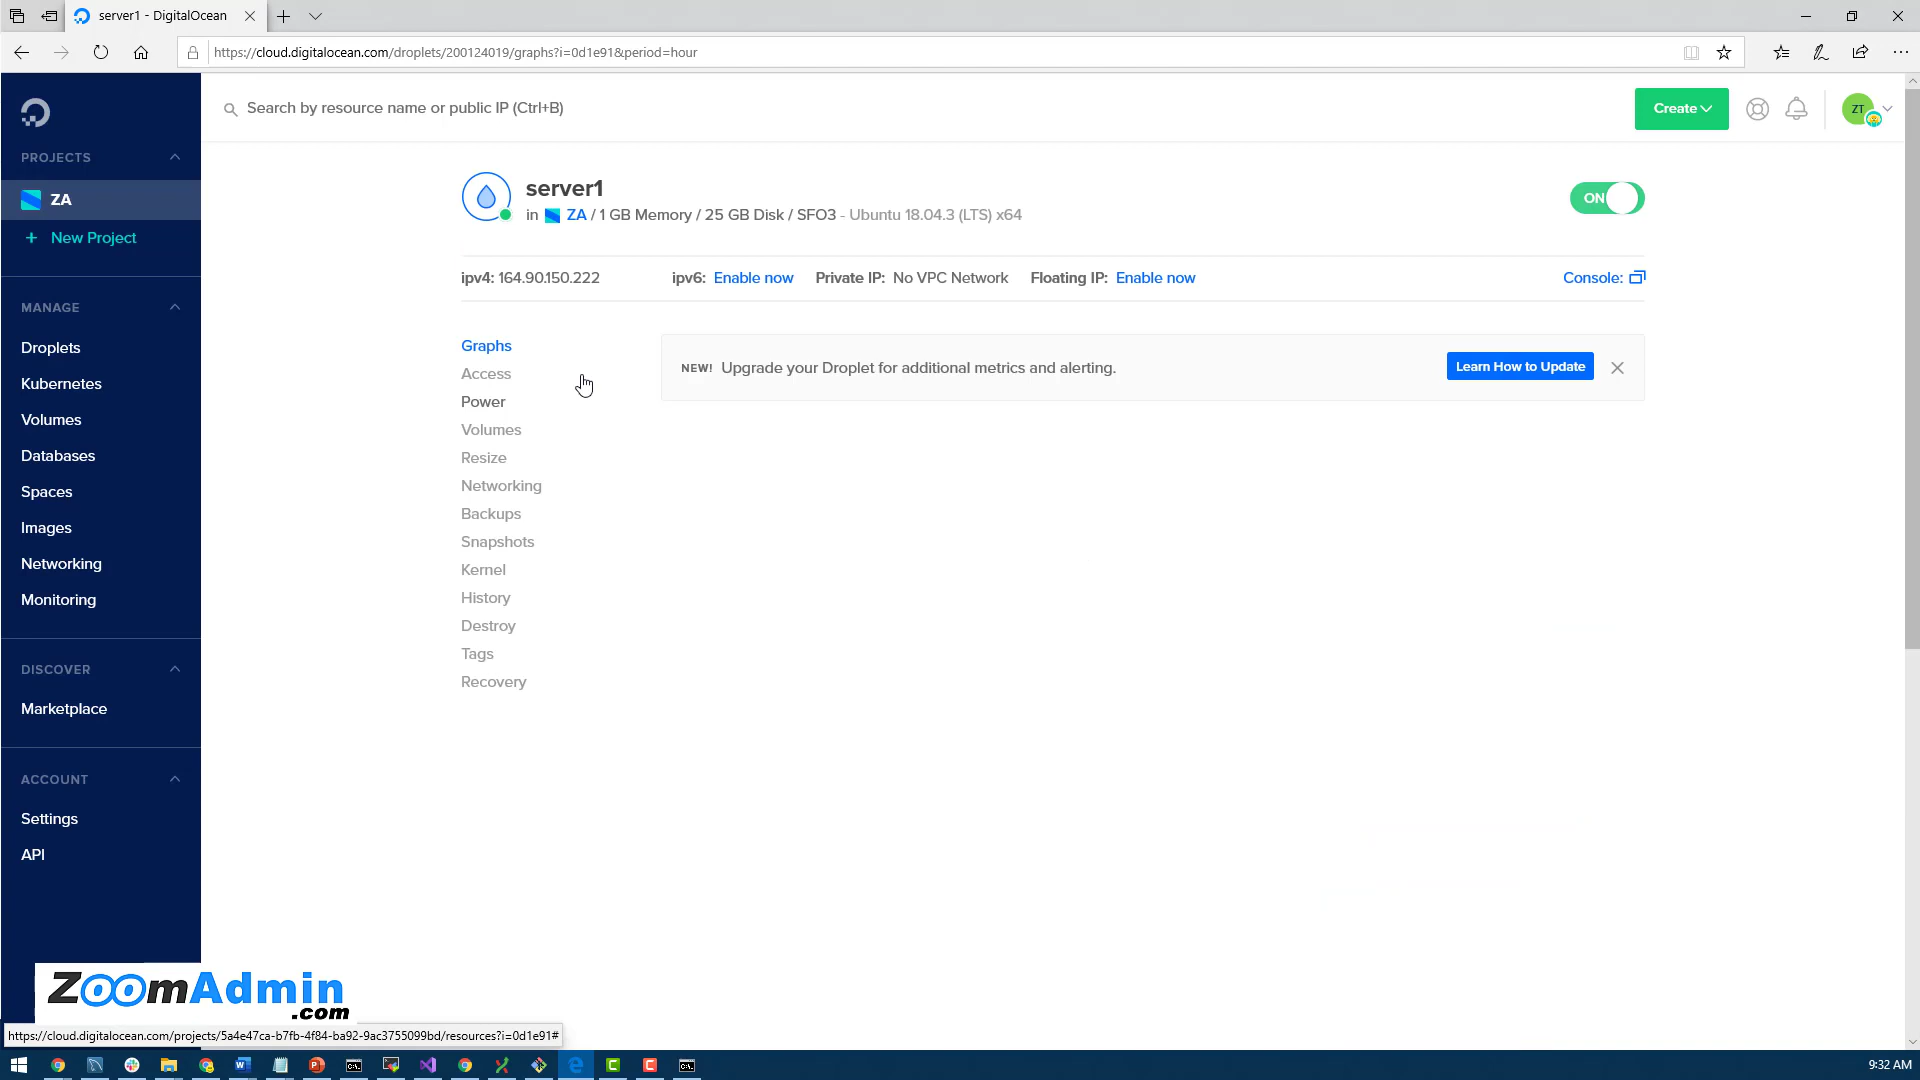 server1 - DigitalOcean
https://cloud.digitalocean.com/droplets/200124019/graphs?i=0d1e91&period=hour
Search by resource name or public IP (Ctrl+B)
Create
ZT
PROJECTS
ZA
+ New Project
MANAGE
Droplets
Kubernetes
Volumes
Databases
Spaces
Images
Networking
Monitoring
DISCOVER
Marketplace
ACCOUNT
Settings
API
server1
in ZA / 1 GB Memory / 25 GB Disk / SFO3 - Ubuntu 18.04.3 (LTS) x64
ON
ipv4: 164.90.150.222 ipv6: Enable now Private IP: No VPC Network Floating IP: Enable now Console:
Graphs
Access
Power
Volumes
Resize
Networking
Backups
Snapshots
Kernel
History
Destroy
Tags
Recovery
NEW! Upgrade your Droplet for additional metrics and alerting. Learn How to Update
ZoomAdmin
.com
https://cloud.digitalocean.com/projects/5a4e47ca-b7fb-4f84-ba92-9ac3755099bd/resources?i=0d1e91#
9:32 AM